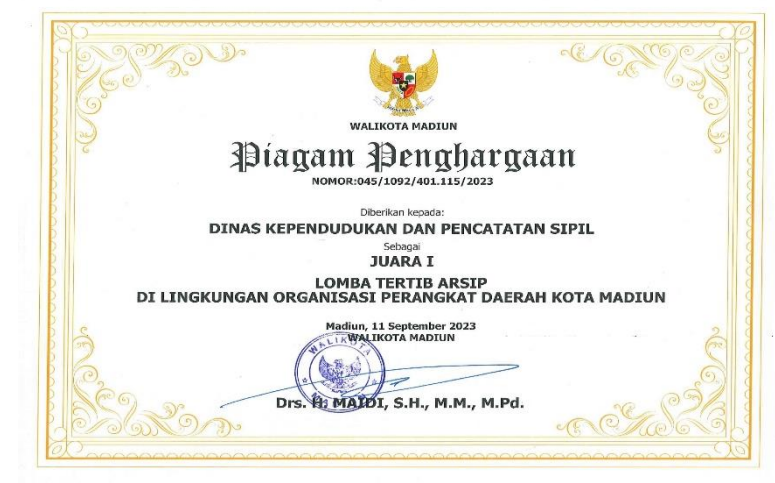 WALIKOTA MADIUN
Piagam Penghargaan
NOMOR:045/1092/401.115/2023
Diberikan kepada:
DINAS KEPENDUDUKAN DAN PENCATATAN SIPIL
Sebagai
JUARA I
LOMBA TERTIB ARSIP
DI LINGKUNGAN ORGANISASI PERANGKAT DAERAH KOTA MADIUN
Madiun, 11 September 2023
WALIKOTA MADIUN
WALIKOTA
Drs. H. MAIDI, S.H., M.M., M.Pd.